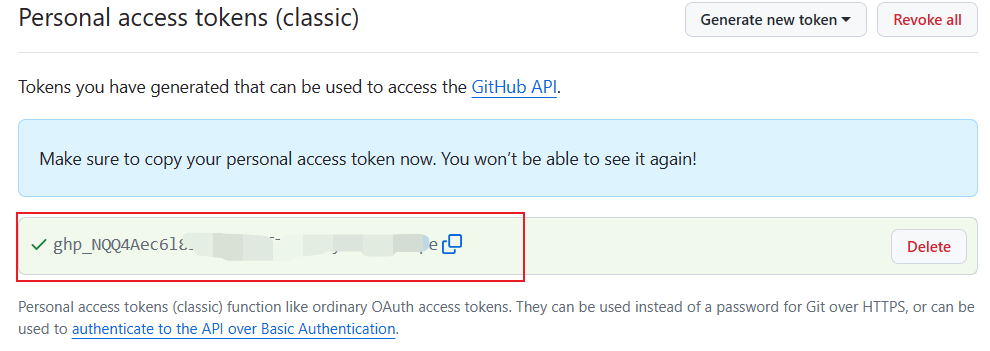 Personal access tokens (classic)
Generate new token
Revoke all
Tokens you have generated that can be used to access the GitHub API.
Make sure to copy your personal access token now. You won’t be able to see it again!
Delete
Personal access tokens (classic) function like ordinary OAuth access tokens. They can be used instead of a password for Git over HTTPS, or can be
used to authenticate to the API over Basic Authentication.